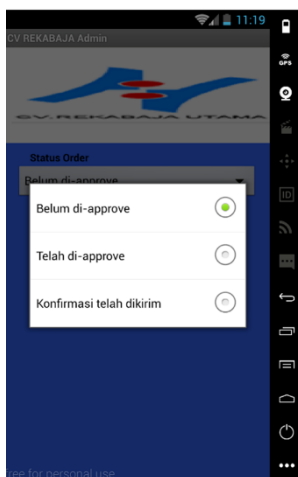 11:19
CV REKABAJA Admin
GPS
CV.REKABAJA UTAMA
Status Order
Belum di-approve
ID
Belum di-approve
Telah di-approve
Konfirmasi telah dikirim
free for personal use